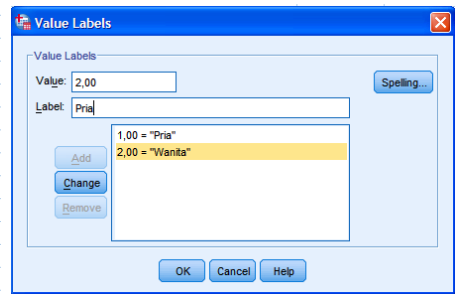 Value Labels
Value Labels
Value: 2,00
Spelling...
Label: Pria
1,00 = "Pria"
Add
2,00 = "Wanita"
Change
Remove
OK Cancel Help